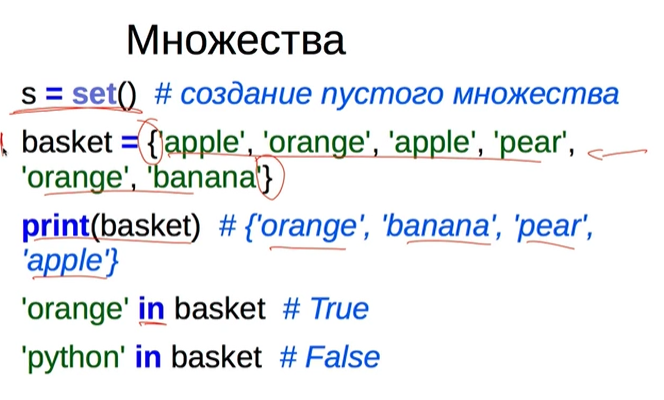 Множества
s = set() # создание пустого множества
basket = {'apple', 'orange', 'apple', 'pear',
'orange', 'banana'}
print(basket) # {'orange', 'banana', 'pear',
'apple'}
'orange' in basket # True
'python' in basket # False